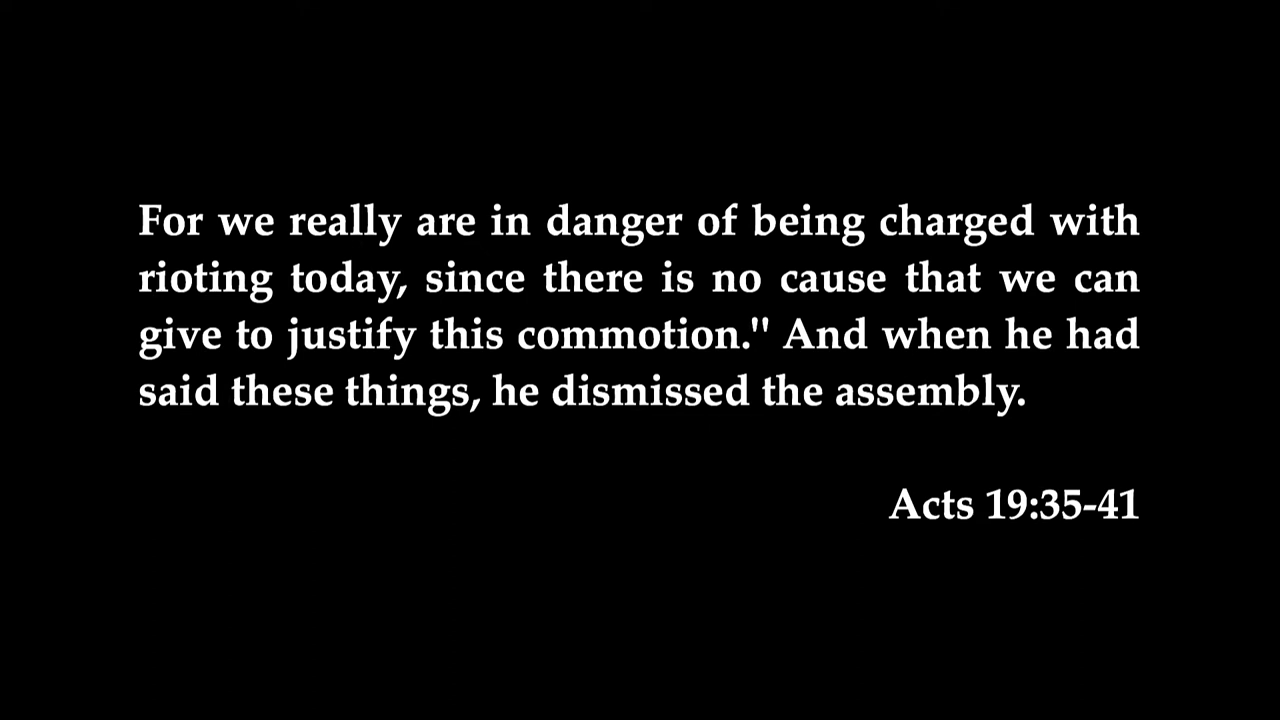 For we really are in danger of being charged with
rioting today, since there is no cause that we can
give to justify this commotion." And when he had
said these things, he dismissed the assembly.
Acts 19:35-41